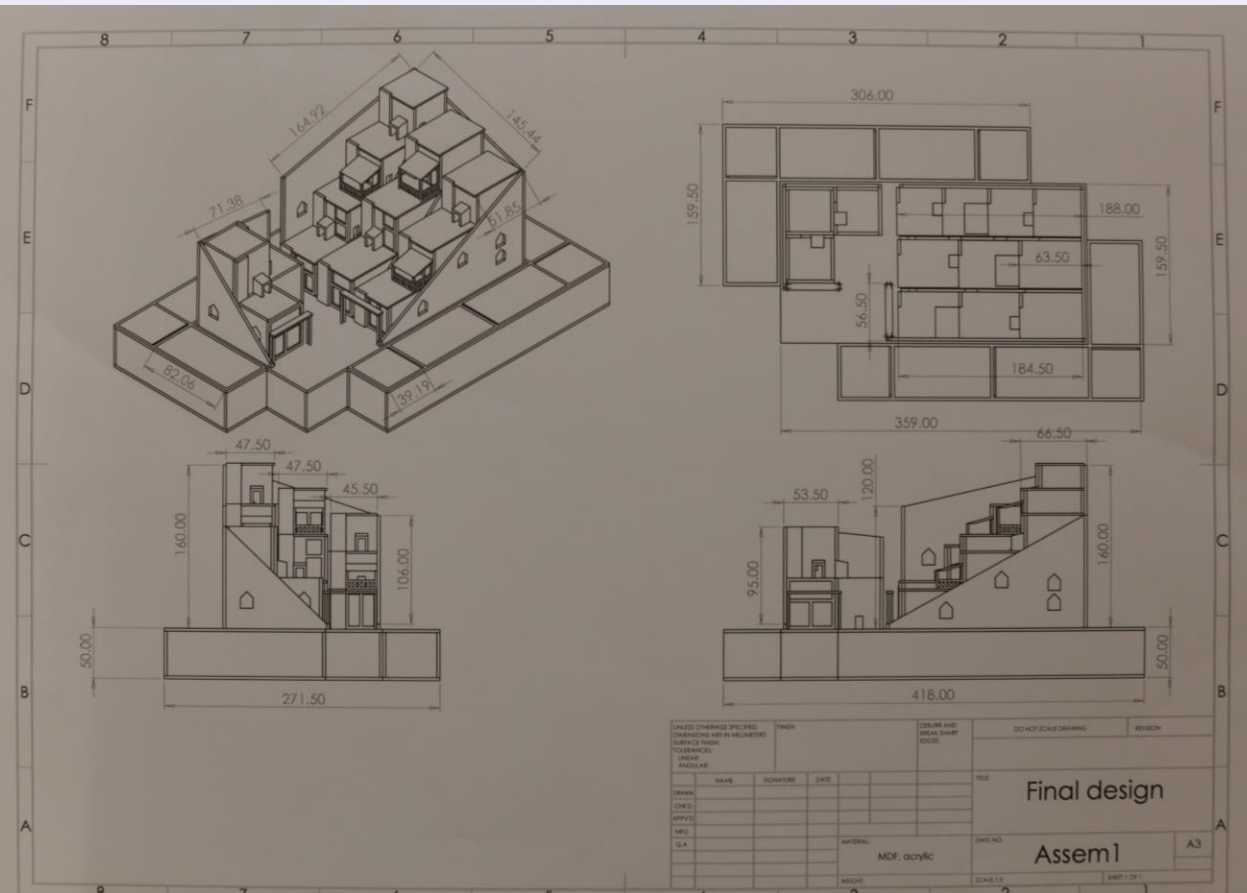 8 7 6 5 4 3 2 1
F F
E E
D D
C C
B B
A A
164.92
145.44
71.38
51.85
82.06
39.19
306.00
159.50
188.00
63.50
159.50
56.50
184.50
359.00
47.50
47.50
45.50
160.00
106.00
50.00
271.50
66.50
120.00
53.50
95.00
160.00
50.00
418.00
UNLESS OTHERWISE SPECIFIED:
DIMENSIONS ARE IN MILLIMETERS
SURFACE FINISH:
TOLERANCES:
LINEAR:
ANGULAR:
FINISH:
DEBURR AND
BREAK SHARP
EDGES
DO NOT SCALE DRAWING
REVISION
NAME SIGNATURE DATE
DRAWN
CHK'D
APPV'D
MFG
Q.A
TITLE:
Final design
MATERIAL:
MDF, acrylic
DWG NO.
Assem1
A3
WEIGHT:
SHEET 1 OF 1
8 3 2 1